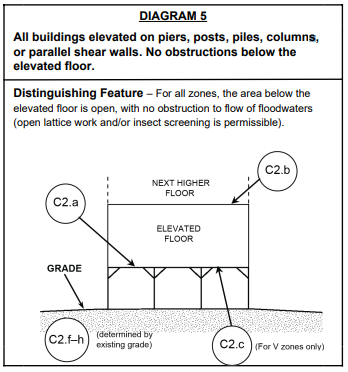 DIAGRAM 5
All buildings elevated on piers, posts, piles, columns,
or parallel shear walls. No obstructions below the
elevated floor.
Distinguishing Feature – For all zones, the area below the
elevated floor is open, with no obstruction to flow of floodwaters
(open lattice work and/or insect screening is permissible).
C2.b
NEXT HIGHER
FLOOR
C2.a
ELEVATED
FLOOR
GRADE
C2.f–h
(determined by
existing grade)
C2.c
(For V zones only)